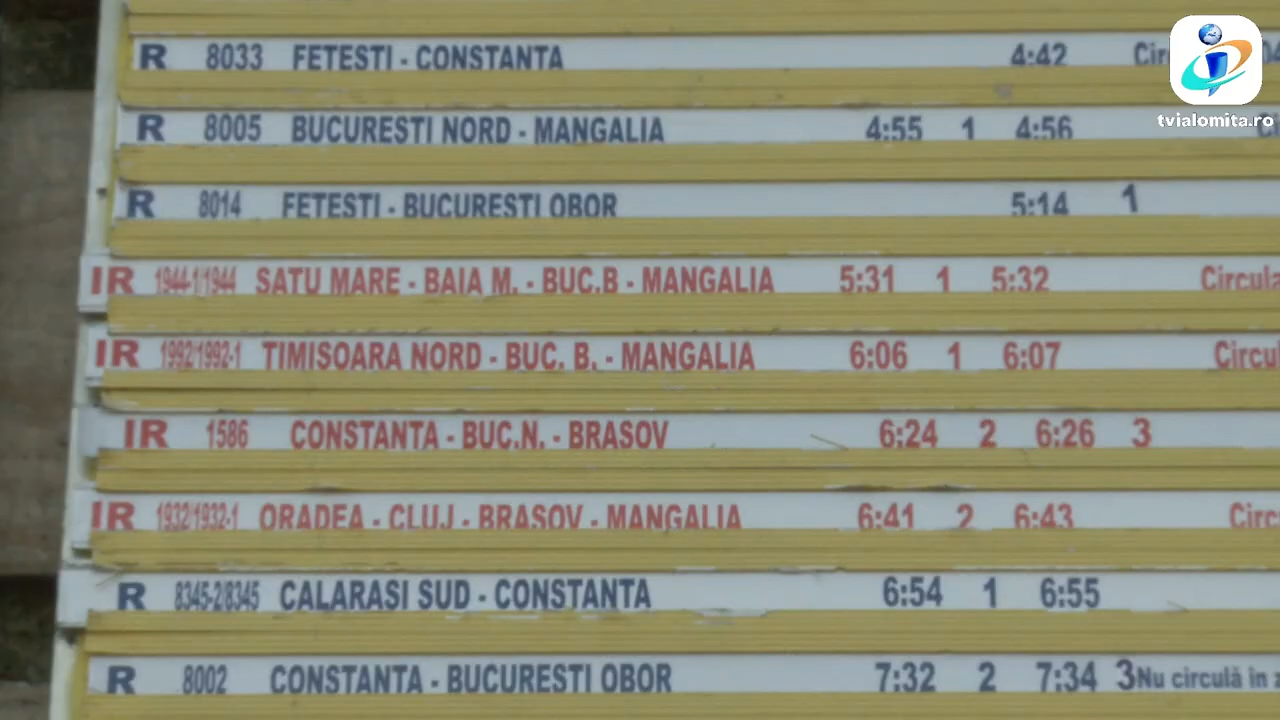 R 8033 FETESTI - CONSTANTA 4:42
tvialomita.ro
R 8005 BUCURESTI NORD - MANGALIA 4:55 1 4:56
R 8014 FETESTI - BUCURESTI OBOR 5:14 1
IR 1944-1/1944 SATU MARE - BAIA M. - BUC.B - MANGALIA 5:31 1 5:32 Circula
IR 1992/1992-1 TIMISOARA NORD - BUC. B. - MANGALIA 6:06 1 6:07 Circul
IR 1586 CONSTANTA - BUC.N. - BRASOV 6:24 2 6:26 3
IR 1932/1932-1 ORADEA - CLUJ - BRASOV - MANGALIA 6:41 2 6:43 Circ
R 8345-2/8345 CALARASI SUD - CONSTANTA 6:54 1 6:55
R 8002 CONSTANTA - BUCURESTI OBOR 7:32 2 7:34 3 Nu circulă în